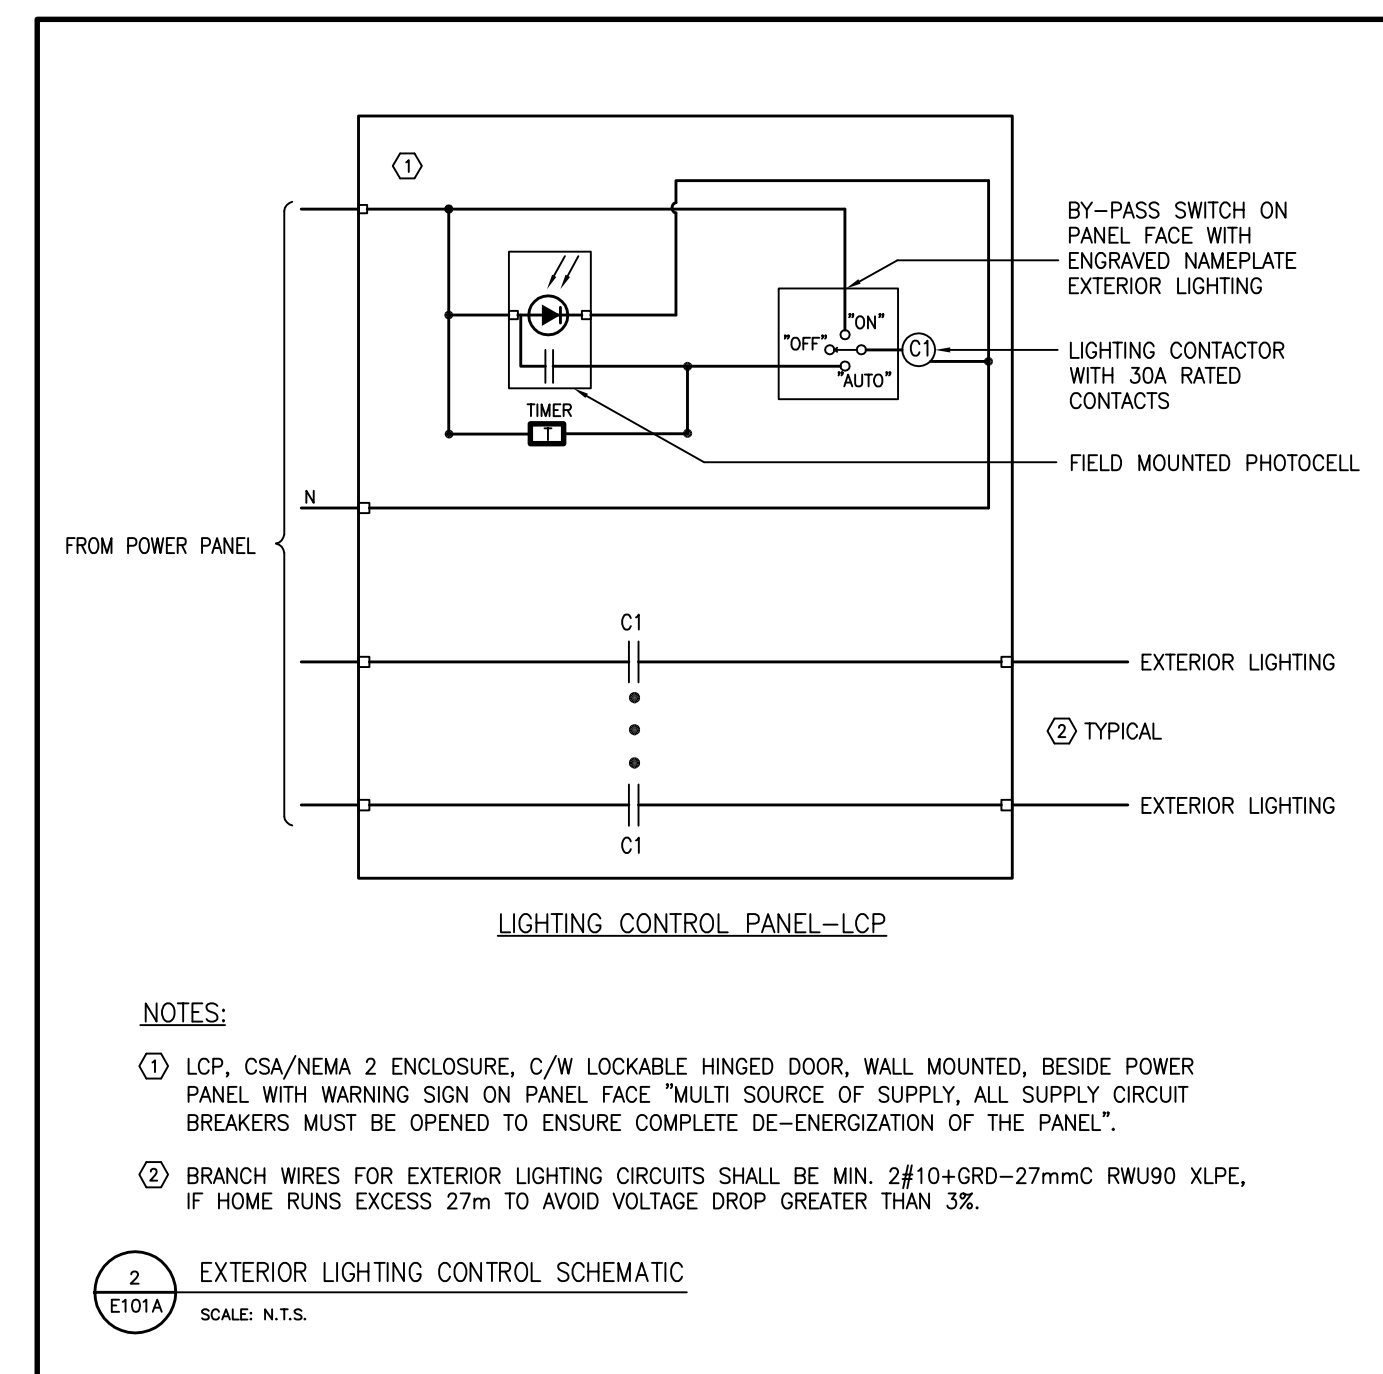 1
BY-PASS SWITCH ON
PANEL FACE WITH
ENGRAVED NAMEPLATE
EXTERIOR LIGHTING
"ON"
"OFF"
C1
"AUTO"
LIGHTING CONTACTOR
WITH 30A RATED
CONTACTS
TIMER
T
FIELD MOUNTED PHOTOCELL
N
FROM POWER PANEL
C1
EXTERIOR LIGHTING
2 TYPICAL
EXTERIOR LIGHTING
C1
LIGHTING CONTROL PANEL-LCP
NOTES:
1 LCP, CSA/NEMA 2 ENCLOSURE, C/W LOCKABLE HINGED DOOR, WALL MOUNTED, BESIDE POWER
PANEL WITH WARNING SIGN ON PANEL FACE "MULTI SOURCE OF SUPPLY, ALL SUPPLY CIRCUIT
BREAKERS MUST BE OPENED TO ENSURE COMPLETE DE-ENERGIZATION OF THE PANEL".
2 BRANCH WIRES FOR EXTERIOR LIGHTING CIRCUITS SHALL BE MIN. 2#10+GRD-27mmC RWU90 XLPE,
IF HOME RUNS EXCESS 27m TO AVOID VOLTAGE DROP GREATER THAN 3%.
2
E101A
EXTERIOR LIGHTING CONTROL SCHEMATIC
SCALE: N.T.S.